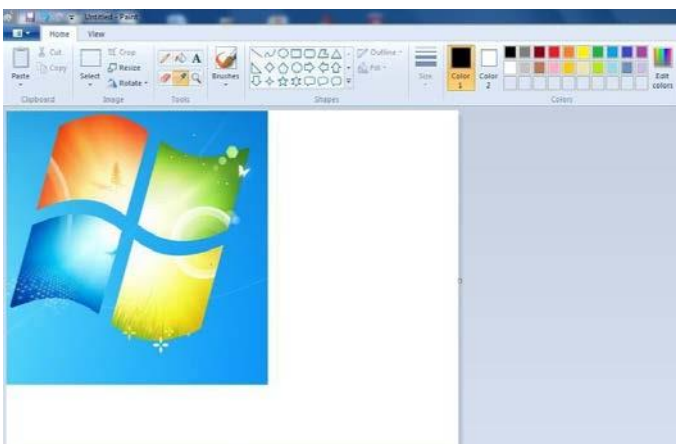 Untitled - Paint
Home View
Paste
Cut
Copy
Clipboard
Select
Crop
Resize
Rotate
Image
A
Tools
Brushes
Outline
Fill
Shapes
Size
Color 1
Color 2
Edit colors
Colors